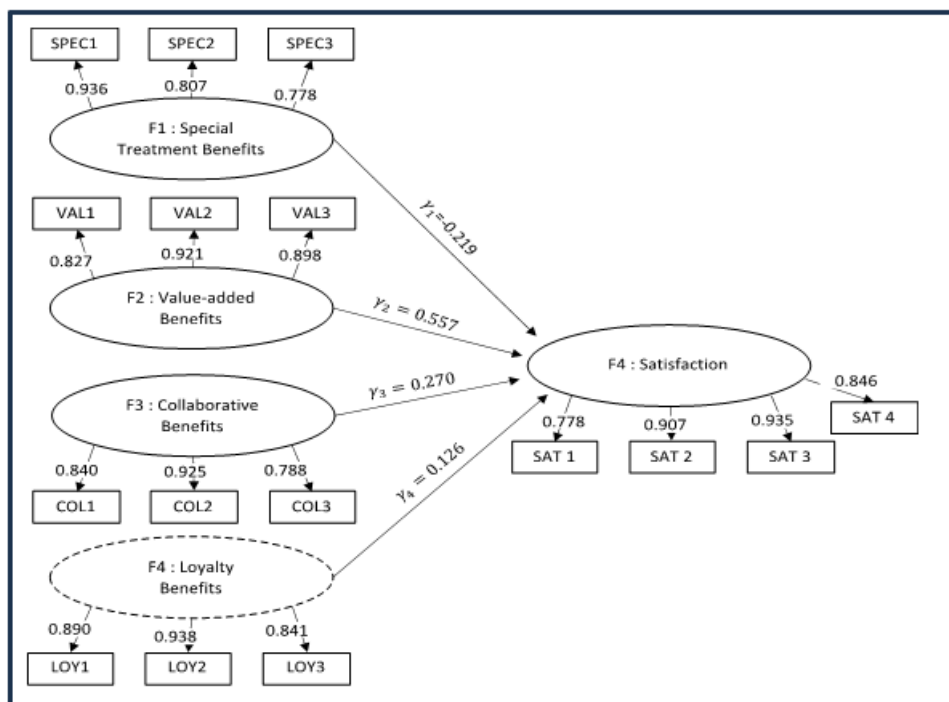 SPEC1
SPEC2
SPEC3
0.936
0.807
0.778
F1 : Special
Treatment Benefits
γ1=-0.219
VAL1
VAL2
VAL3
0.827
0.921
0.898
F2 : Value-added
Benefits
γ2 = 0.557
F4 : Satisfaction
0.846
SAT 4
0.778
0.907
0.935
SAT 1
SAT 2
SAT 3
γ3 = 0.270
F3 : Collaborative
Benefits
0.840
0.925
0.788
COL1
COL2
COL3
γ4 = 0.126
F4 : Loyalty
Benefits
0.890
0.938
0.841
LOY1
LOY2
LOY3